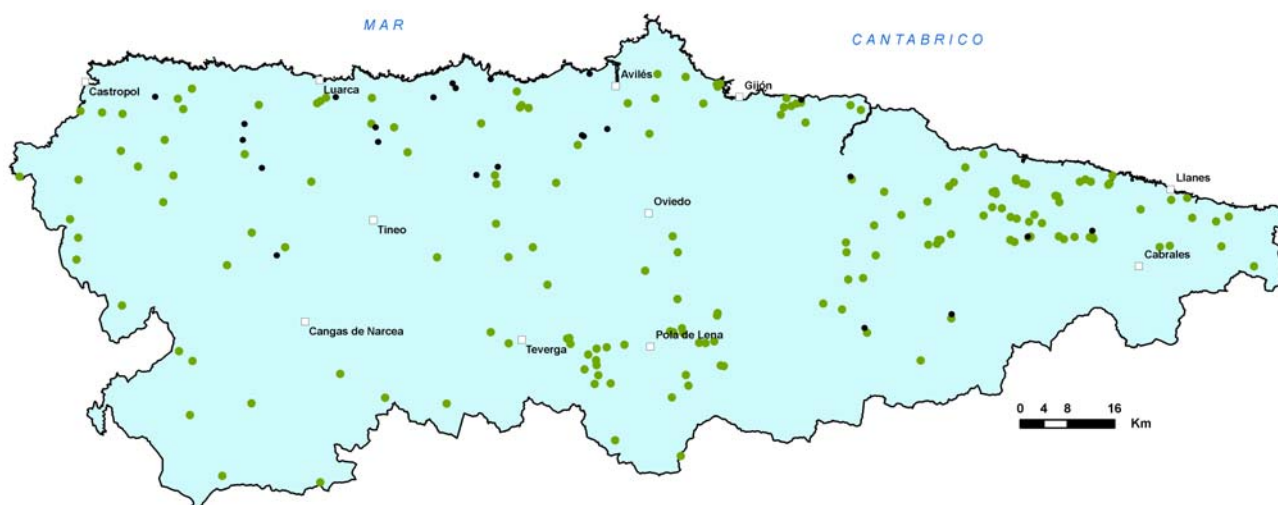 MAR
CANTABRICO
Castropol
Luarca
Avilés
Gijón
Llanes
Oviedo
Tineo
Cabrales
Cangas de Narcea
Teverga
Pola de Lena
0 4 8 16
Km